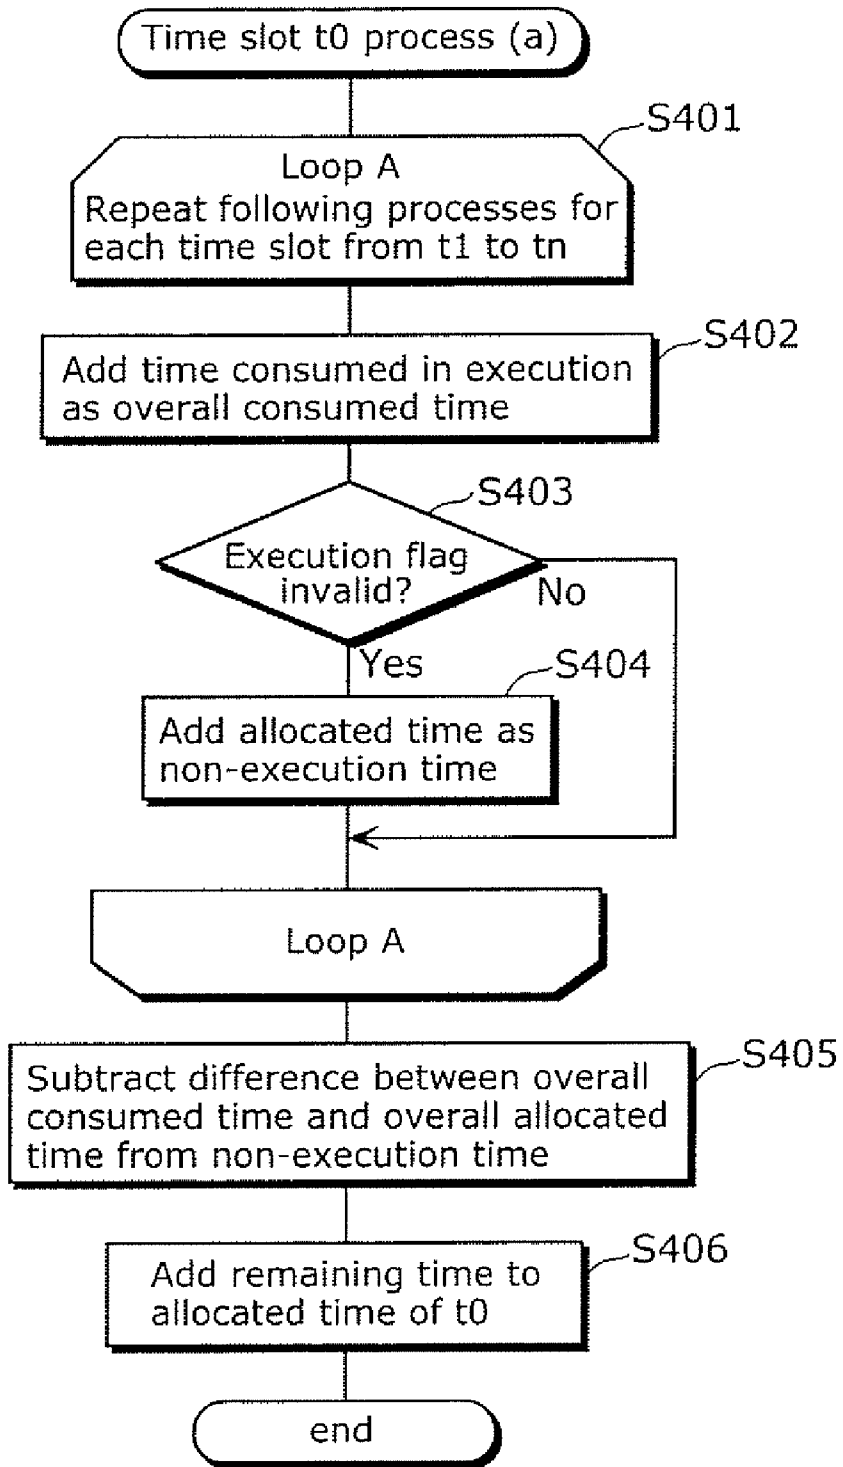 Time slot t0 process (a)
S401
Loop A
Repeat following processes for
each time slot from t1 to tn
S402
Add time consumed in execution
as overall consumed time
S403
Execution flag
invalid?
No
Yes
S404
Add allocated time as
non-execution time
Loop A
S405
Subtract difference between overall
consumed time and overall allocated
time from non-execution time
S406
Add remaining time to
allocated time of t0
end